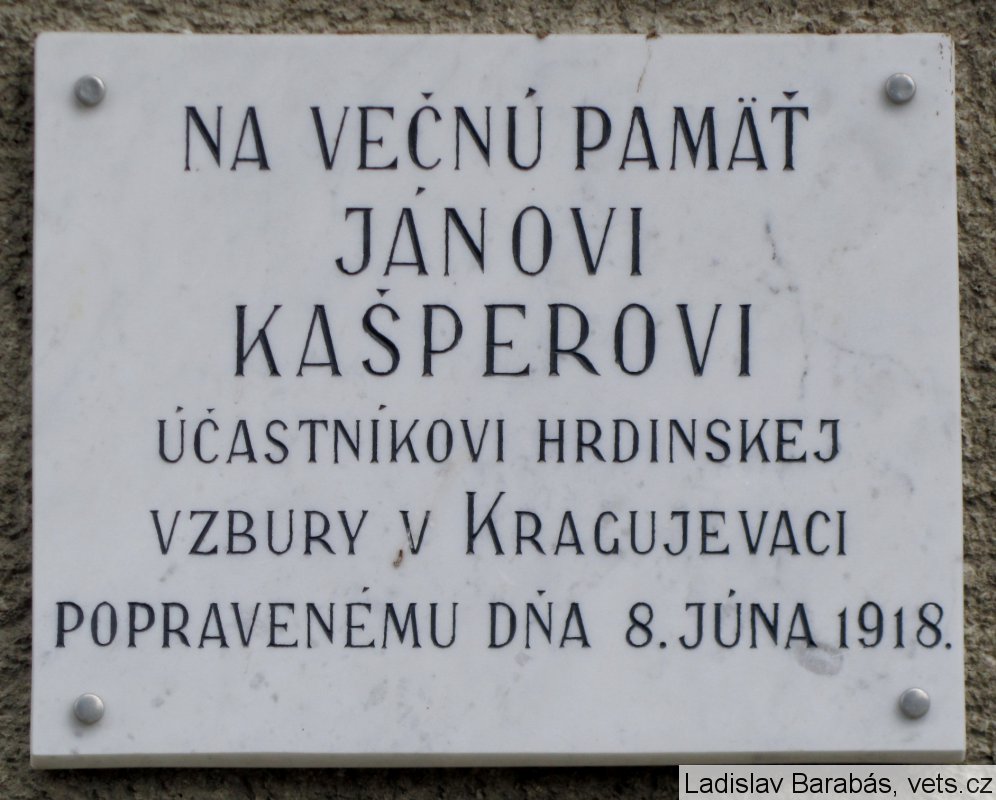 NA VEČNÚ PAMÄŤ
JÁNOVI
KAŠPEROVI
ÚČASTNÍKOVI HRDINSKEJ
VZBURY V KRAGUJEVACI
POPRAVENÉMU DŇA 8. JÚNA 1918.
Ladislav Barabás, vets.cz